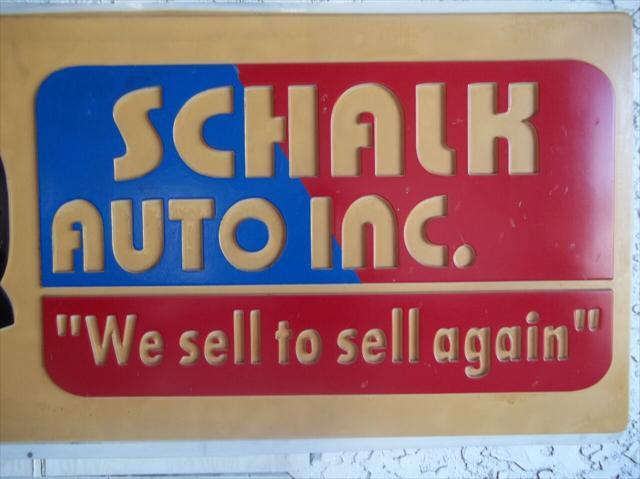 SCHALK
AUTO INC.
"We sell to sell again"